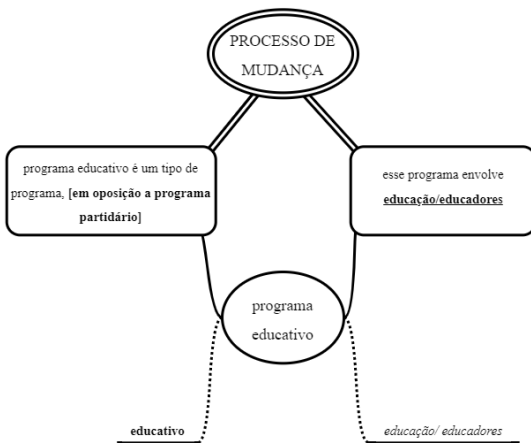 PROCESSO DE
MUDANÇA
programa educativo é um tipo de
programa, [em oposição a programa
partidário]
esse programa envolve
educação/educadores
programa
educativo
educativo
educação/ educadores